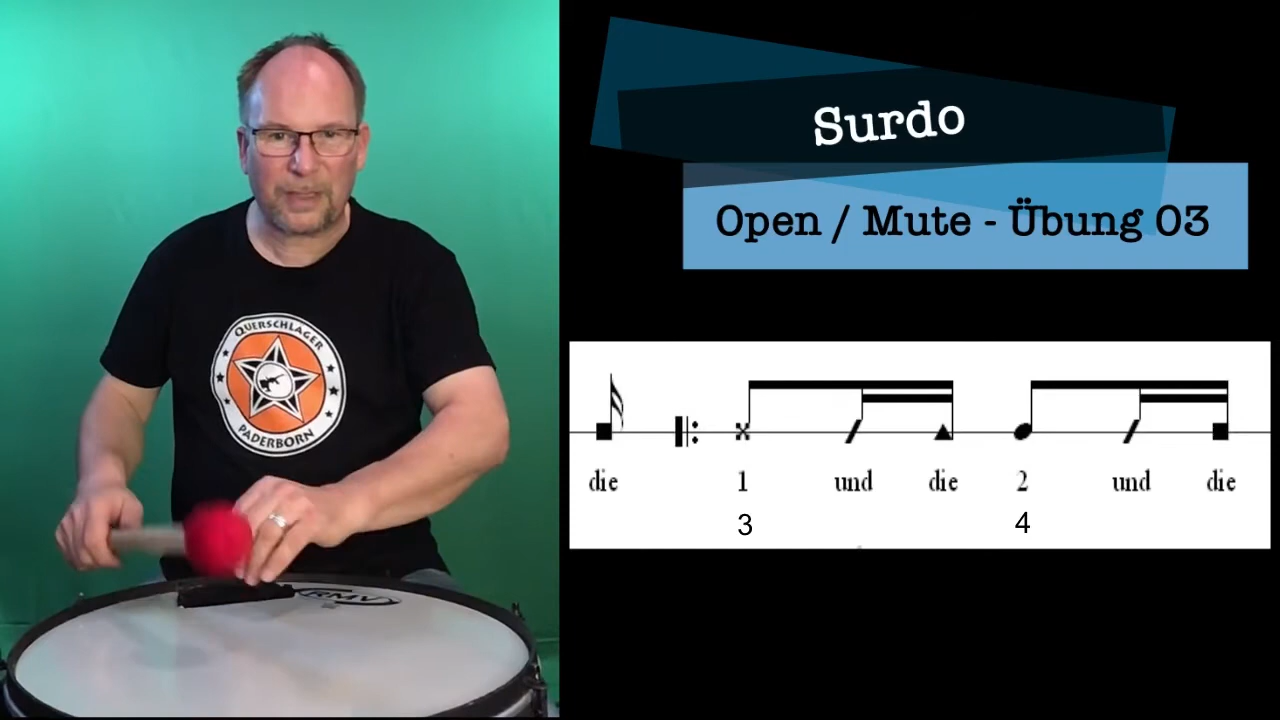 Surdo
Open / Mute - Übung 03
QUERSCHLAGER
PADERBORN
RMV
die 1 und die 2 und die
3 4